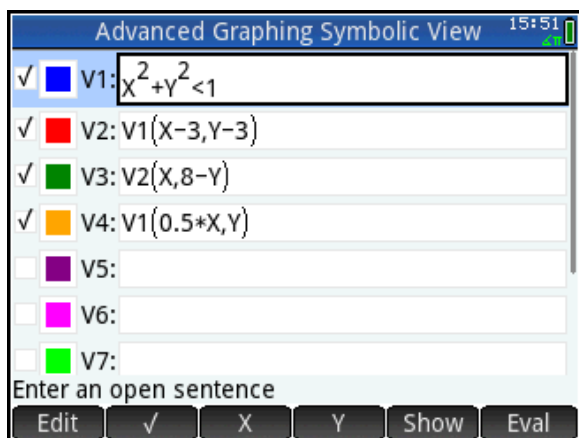 Advanced Graphing Symbolic View 15:51
∠π
√ V1: X²+Y²<1
√ V2: V1(X−3,Y−3)
√ V3: V2(X,8−Y)
√ V4: V1(0.5*X,Y)
V5:
V6:
V7:
Enter an open sentence
Edit √ X Y Show Eval